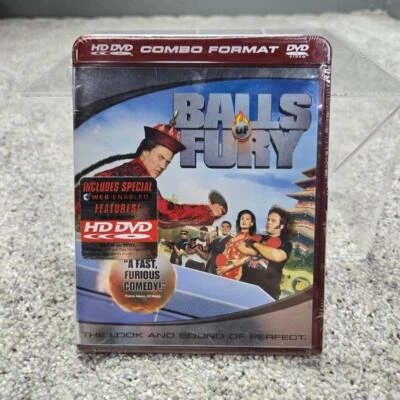 HD DVD COMBO FORMAT DVD
VIDEO
BALLS
OF
FURY
INCLUDES SPECIAL
WEB-ENABLED
FEATURES!
HD DVD
"A FAST,
FURIOUS
COMEDY!"
THE LOOK AND SOUND OF PERFECT.